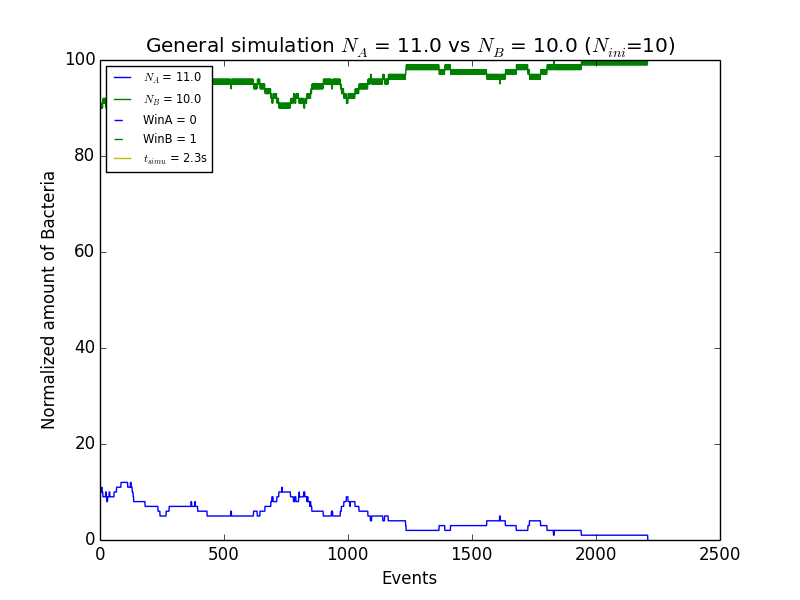 General simulation N_A = 11.0 vs N_B = 10.0 (N_ini=10)
N_A = 11.0
N_B = 10.0
WinA = 0
WinB = 1
t_simu = 2.3s
Normalized amount of Bacteria
100
80
60
40
20
0
0 500 1000 1500 2000 2500
Events